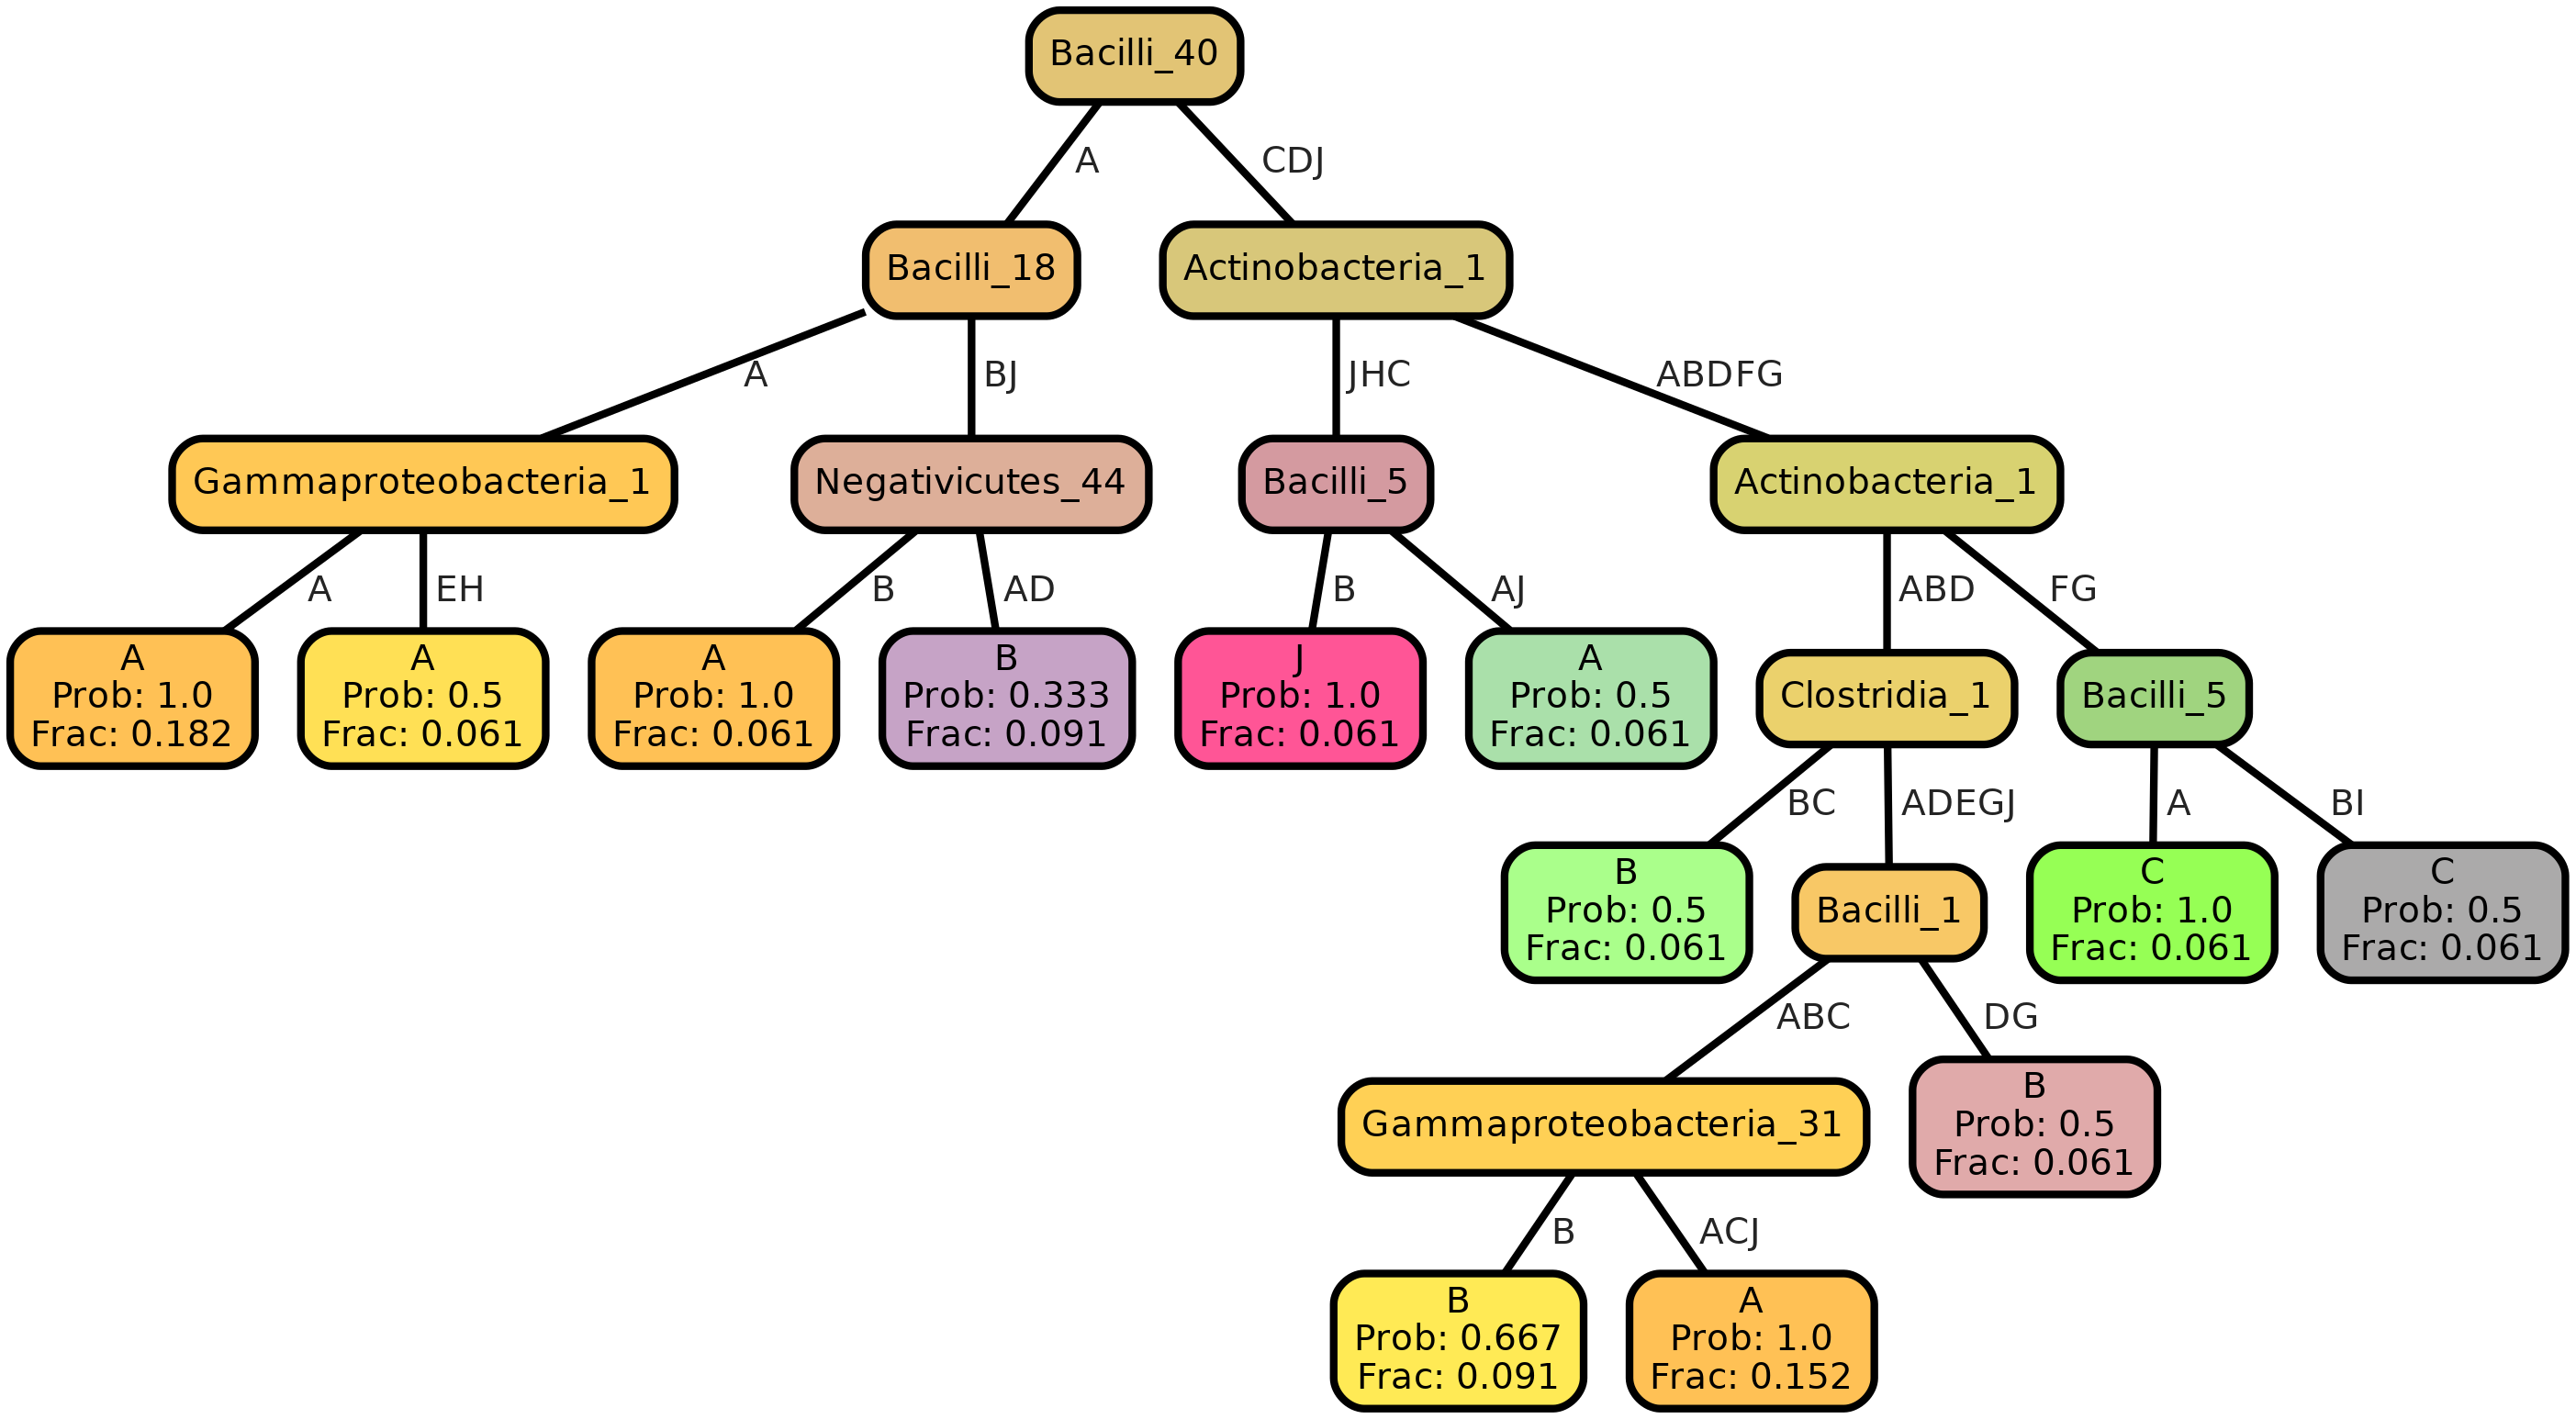 Bacilli_40
A
CDJ
Bacilli_18
Actinobacteria_1
A
BJ
JHC
ABDFG
Gammaproteobacteria_1
Negativicutes_44
Bacilli_5
Actinobacteria_1
A
EH
B
AD
B
AJ
ABD
FG
A
Prob: 1.0
Frac: 0.182
A
Prob: 0.5
Frac: 0.061
A
Prob: 1.0
Frac: 0.061
B
Prob: 0.333
Frac: 0.091
J
Prob: 1.0
Frac: 0.061
A
Prob: 0.5
Frac: 0.061
Clostridia_1
Bacilli_5
BC
ADEGJ
A
BI
B
Prob: 0.5
Frac: 0.061
Bacilli_1
C
Prob: 1.0
Frac: 0.061
C
Prob: 0.5
Frac: 0.061
ABC
DG
Gammaproteobacteria_31
B
Prob: 0.5
Frac: 0.061
B
ACJ
B
Prob: 0.667
Frac: 0.091
A
Prob: 1.0
Frac: 0.152